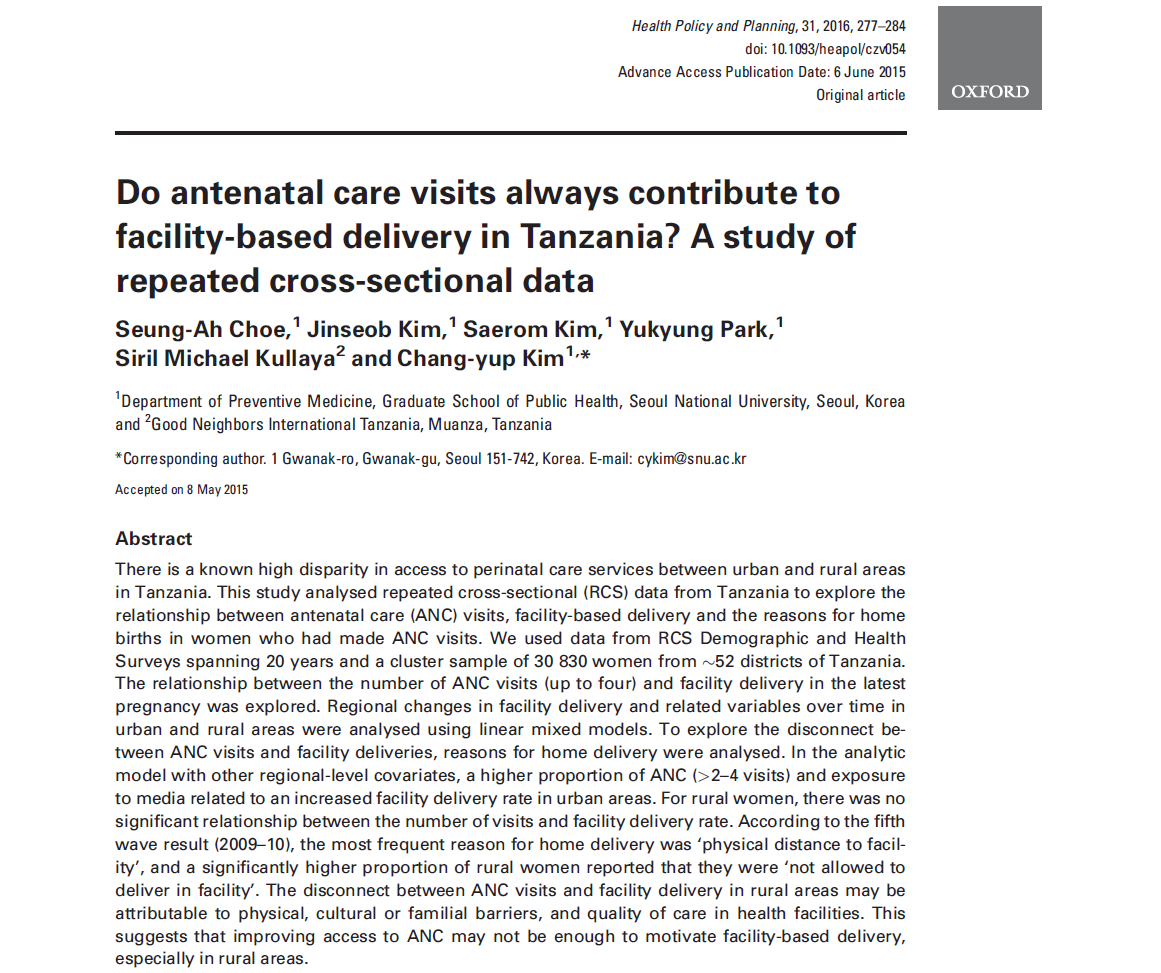 Health Policy and Planning, 31, 2016, 277–284
doi: 10.1093/heapol/czv054
Advance Access Publication Date: 6 June 2015
Original article
OXFORD
Do antenatal care visits always contribute to
facility-based delivery in Tanzania? A study of
repeated cross-sectional data
Seung-Ah Choe,1 Jinseob Kim,1 Saerom Kim,1 Yukyung Park,1
Siril Michael Kullaya2 and Chang-yup Kim1,*
1Department of Preventive Medicine, Graduate School of Public Health, Seoul National University, Seoul, Korea
and 2Good Neighbors International Tanzania, Muanza, Tanzania
*Corresponding author. 1 Gwanak-ro, Gwanak-gu, Seoul 151-742, Korea. E-mail: cykim@snu.ac.kr
Accepted on 8 May 2015
Abstract
There is a known high disparity in access to perinatal care services between urban and rural areas
in Tanzania. This study analysed repeated cross-sectional (RCS) data from Tanzania to explore the
relationship between antenatal care (ANC) visits, facility-based delivery and the reasons for home
births in women who had made ANC visits. We used data from RCS Demographic and Health
Surveys spanning 20 years and a cluster sample of 30 830 women from ~52 districts of Tanzania.
The relationship between the number of ANC visits (up to four) and facility delivery in the latest
pregnancy was explored. Regional changes in facility delivery and related variables over time in
urban and rural areas were analysed using linear mixed models. To explore the disconnect be-
tween ANC visits and facility deliveries, reasons for home delivery were analysed. In the analytic
model with other regional-level covariates, a higher proportion of ANC (>2–4 visits) and exposure
to media related to an increased facility delivery rate in urban areas. For rural women, there was no
significant relationship between the number of visits and facility delivery rate. According to the fifth
wave result (2009–10), the most frequent reason for home delivery was ‘physical distance to facil-
ity’, and a significantly higher proportion of rural women reported that they were ‘not allowed to
deliver in facility’. The disconnect between ANC visits and facility delivery in rural areas may be
attributable to physical, cultural or familial barriers, and quality of care in health facilities. This
suggests that improving access to ANC may not be enough to motivate facility-based delivery,
especially in rural areas.